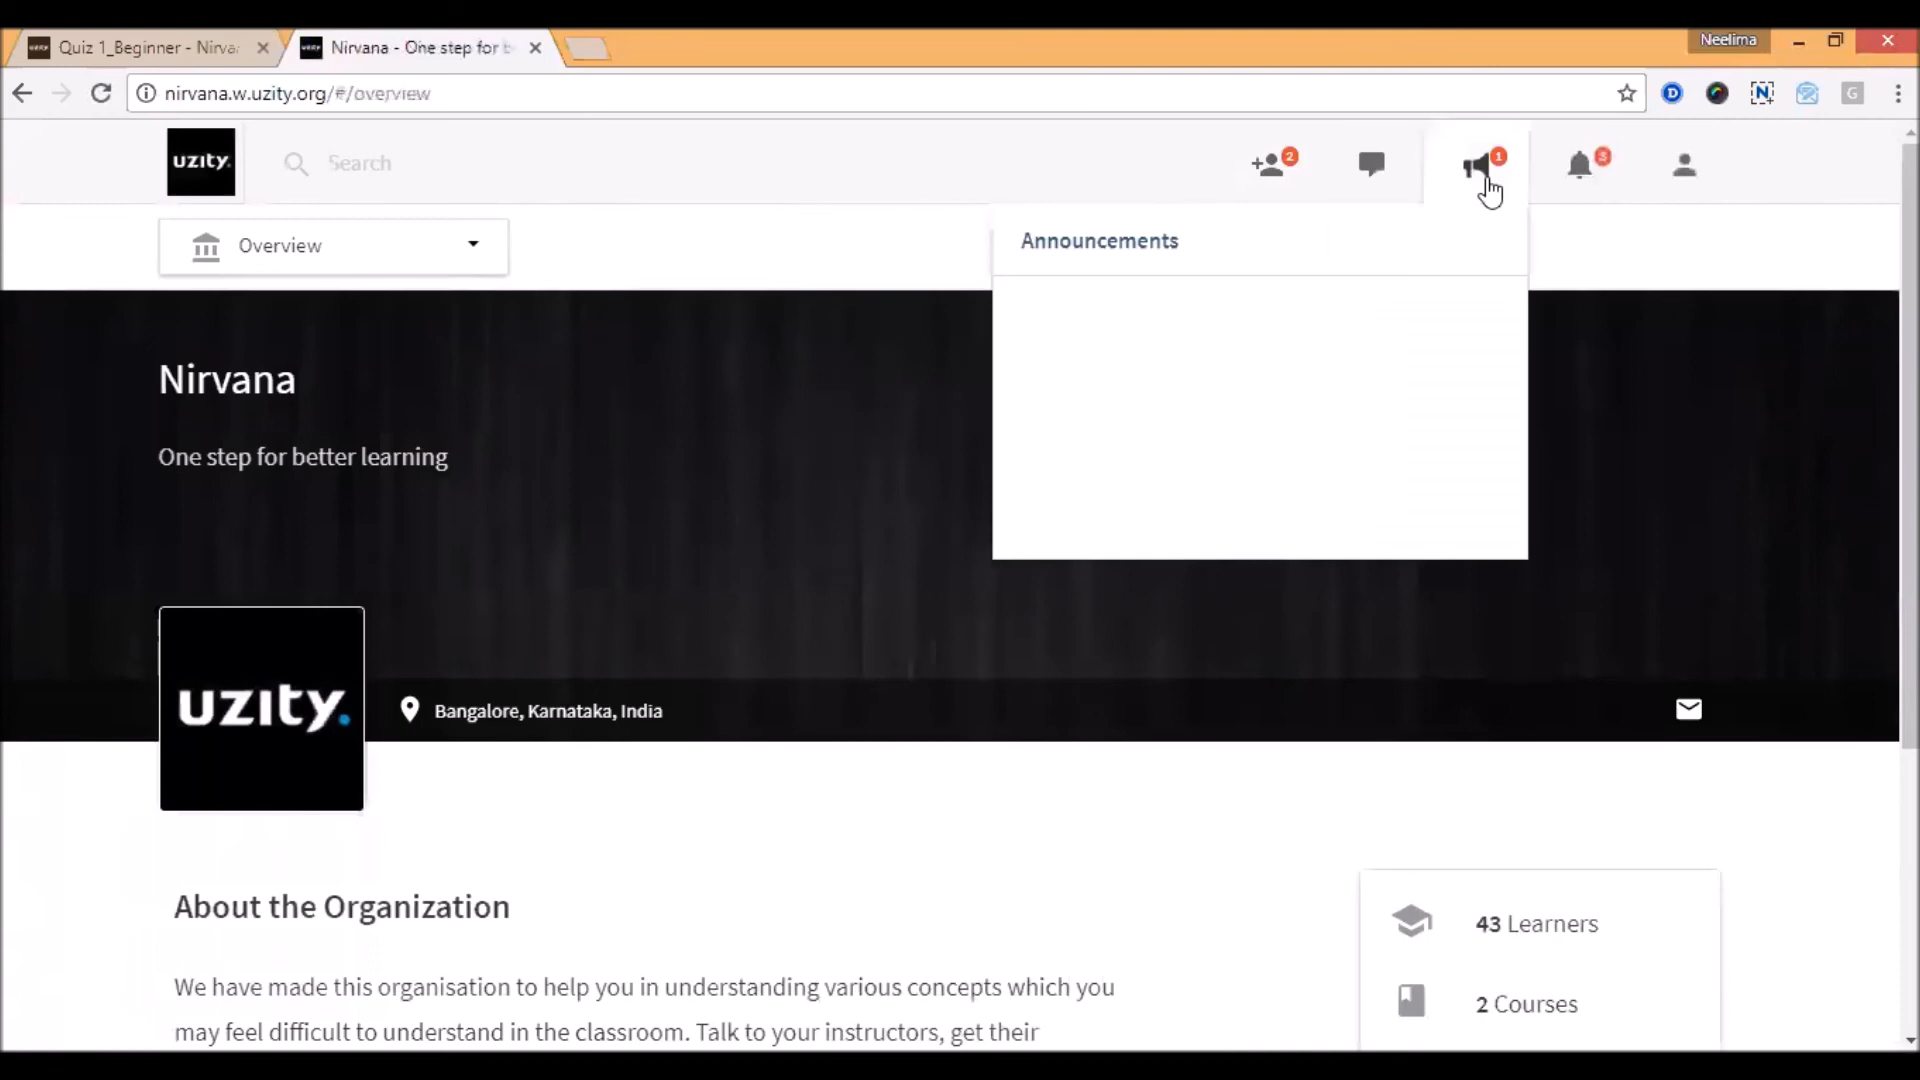 Quiz 1_Beginner - Nirva
Nirvana - One step for b
Neelima
nirvana.w.uzity.org/#/overview
D
N
G
uzity.
Search
2
1
3
Overview
Announcements
Nirvana
One step for better learning
uzity.
Bangalore, Karnataka, India
About the Organization
43 Learners
We have made this organisation to help you in understanding various concepts which you
2 Courses
may feel difficult to understand in the classroom. Talk to your instructors, get their